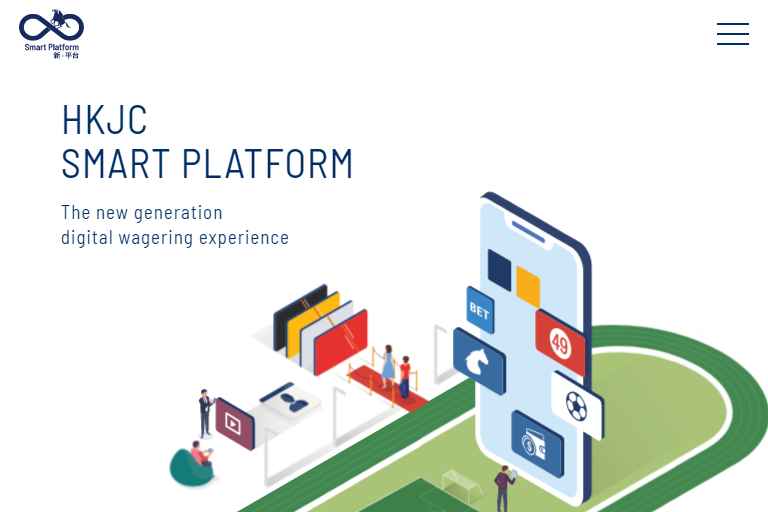 Smart Platform
新·平台
HKJC
SMART PLATFORM
The new generation
digital wagering experience
BET
49